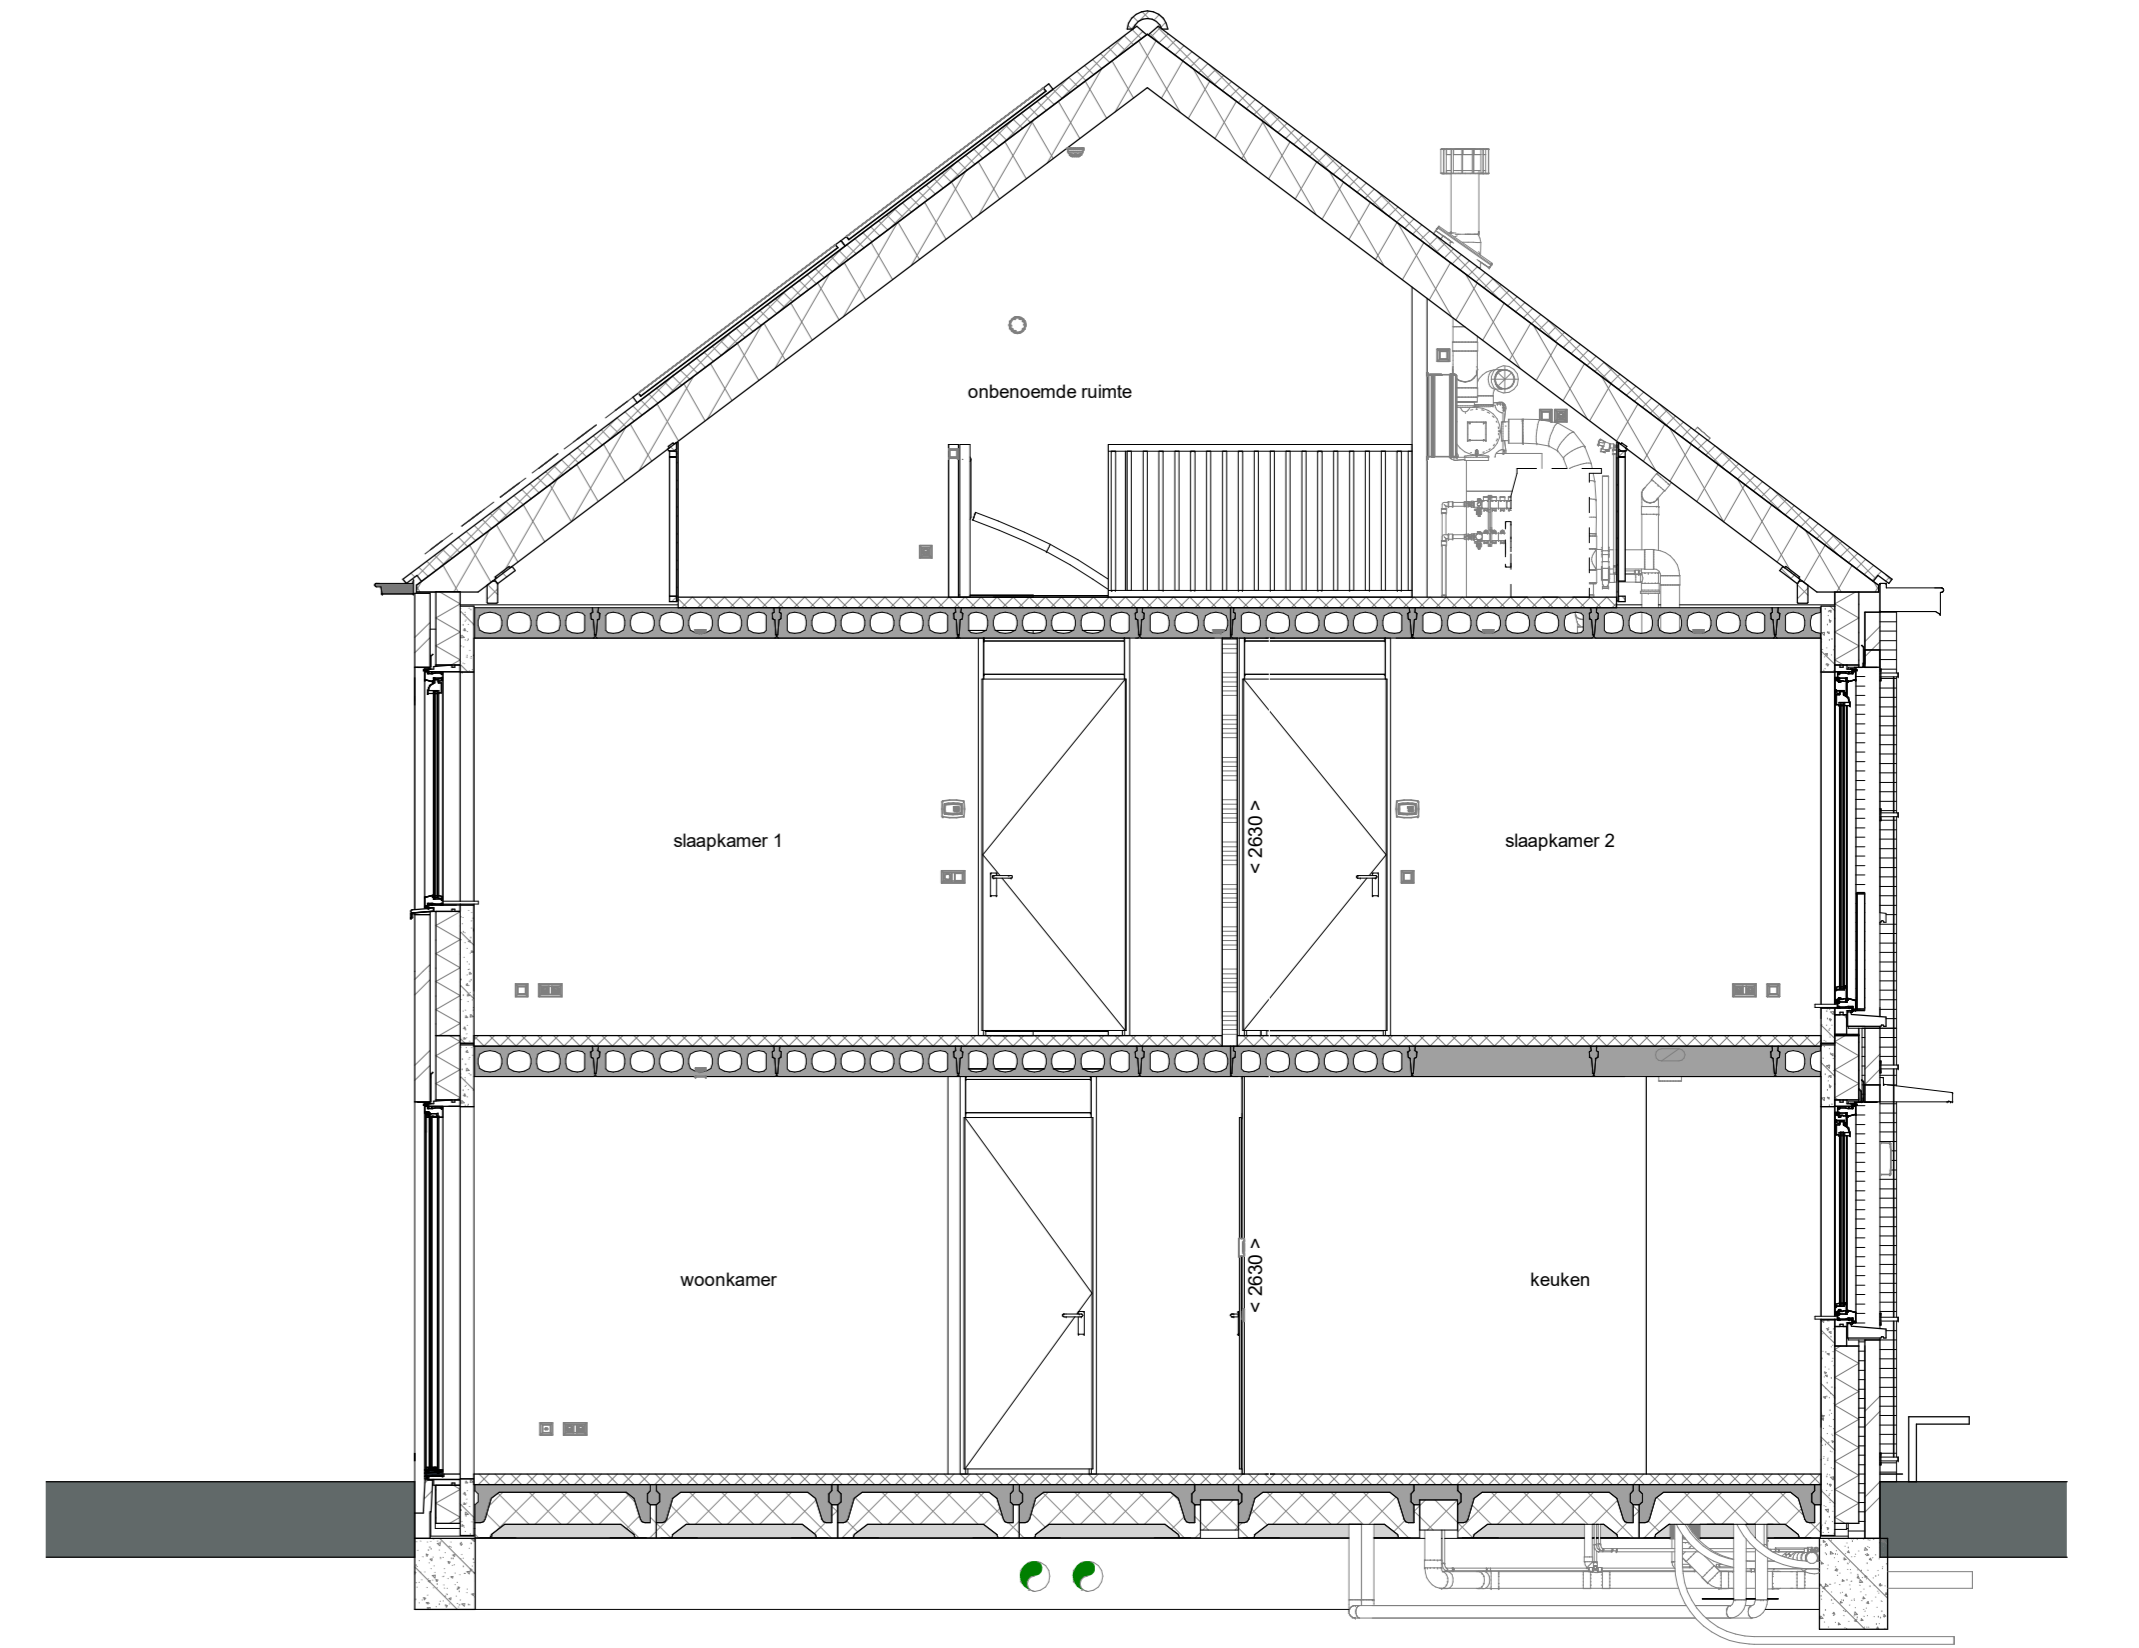 onbenoemde ruimte
slaapkamer 1
< 2630 >
slaapkamer 2
woonkamer
< 2630 >
keuken